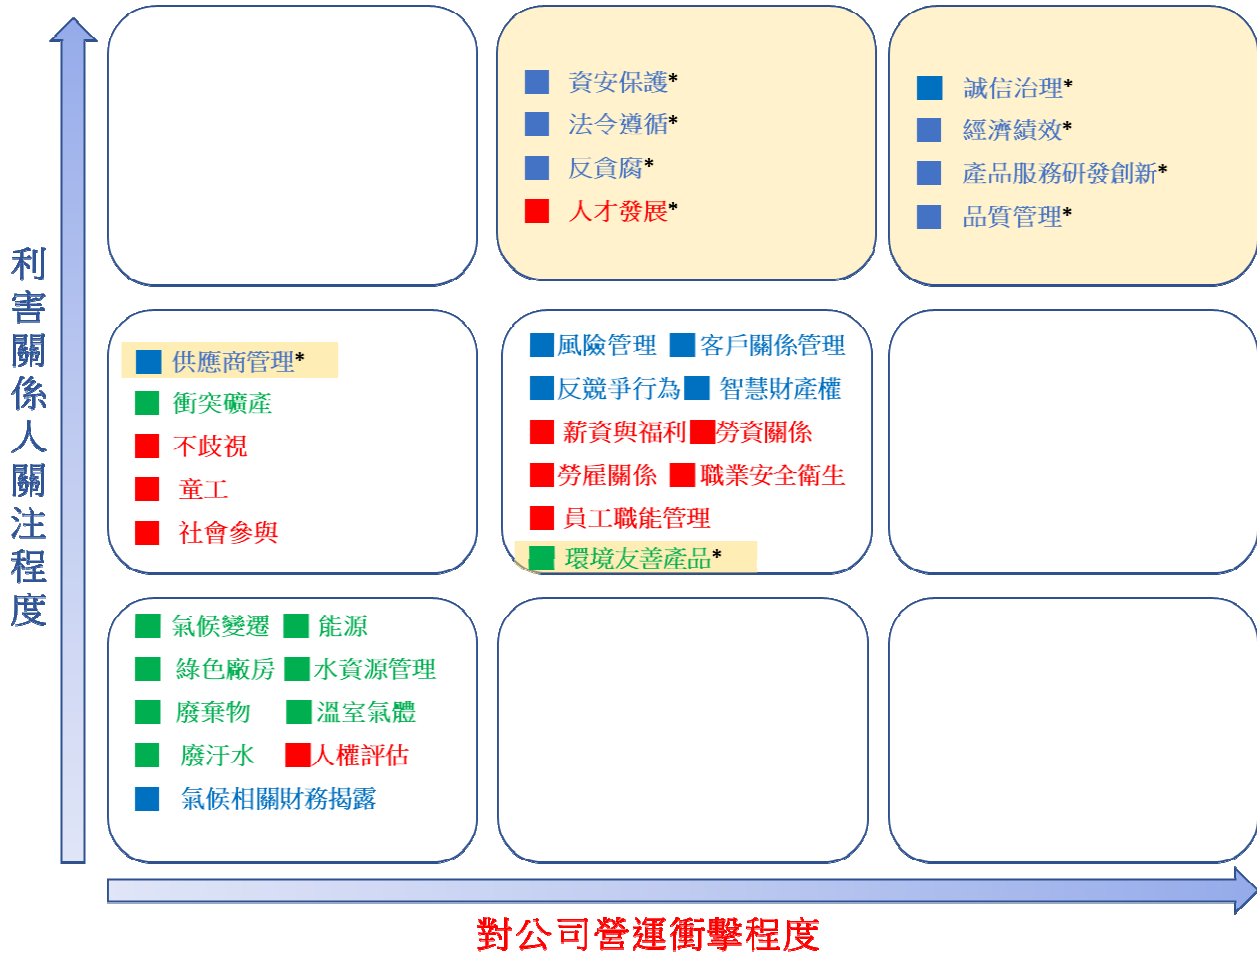 利害關係人關注程度
資安保護*
法令遵循*
反貪腐*
人才發展*
誠信治理*
經濟績效*
產品服務研發創新*
品質管理*
供應商管理*
衝突礦產
不歧視
童工
社會參與
風險管理 客戶關係管理
反競爭行為 智慧財產權
薪資與福利 勞資關係
勞雇關係 職業安全衛生
員工職能管理
環境友善產品*
氣候變遷 能源
綠色廠房 水資源管理
廢棄物 溫室氣體
廢汙水 人權評估
氣候相關財務揭露
對公司營運衝擊程度